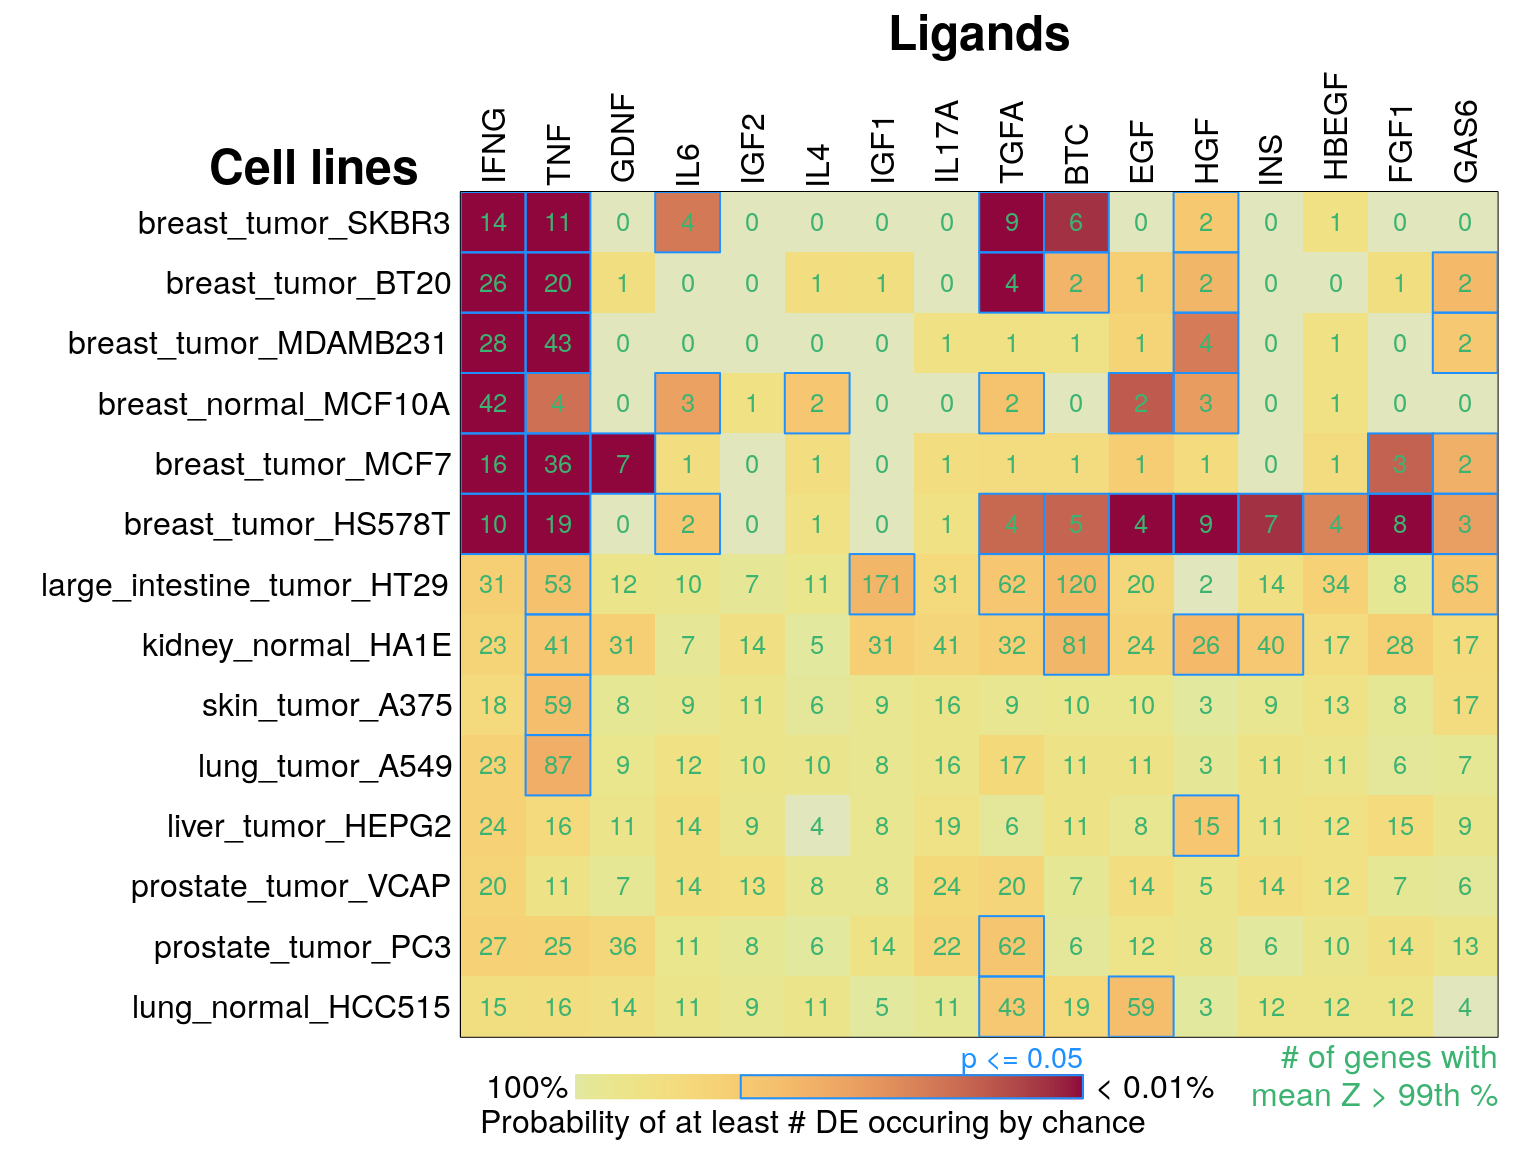 Ligands
Cell lines IFNG TNF GDNF IL6 IGF2 IL4 IGF1 IL17A TGFA BTC EGF HGF INS HBEGF FGF1 GAS6
breast_tumor_SKBR3 14 11 0 4 0 0 0 0 9 6 0 2 0 1 0 0
breast_tumor_BT20 26 20 1 0 0 1 1 0 4 2 1 2 0 0 1 2
breast_tumor_MDAMB231 28 43 0 0 0 0 0 1 1 1 1 4 0 1 0 2
breast_normal_MCF10A 42 4 0 3 1 2 0 0 2 0 2 3 0 1 0 0
breast_tumor_MCF7 16 36 7 1 0 1 0 1 1 1 1 1 0 1 3 2
breast_tumor_HS578T 10 19 0 2 0 1 0 1 4 5 4 9 7 4 8 3
large_intestine_tumor_HT29 31 53 12 10 7 11 171 31 62 120 20 2 14 34 8 65
kidney_normal_HA1E 23 41 31 7 14 5 31 41 32 81 24 26 40 17 28 17
skin_tumor_A375 18 59 8 9 11 6 9 16 9 10 10 3 9 13 8 17
lung_tumor_A549 23 87 9 12 10 10 8 16 17 11 11 3 11 11 6 7
liver_tumor_HEPG2 24 16 11 14 9 4 8 19 6 11 8 15 11 12 15 9
prostate_tumor_VCAP 20 11 7 14 13 8 8 24 20 7 14 5 14 12 7 6
prostate_tumor_PC3 27 25 36 11 8 6 14 22 62 6 12 8 6 10 14 13
lung_normal_HCC515 15 16 14 11 9 11 5 11 43 19 59 3 12 12 12 4
p <= 0.05
100% < 0.01%
Probability of at least # DE occuring by chance
# of genes with
mean Z > 99th %